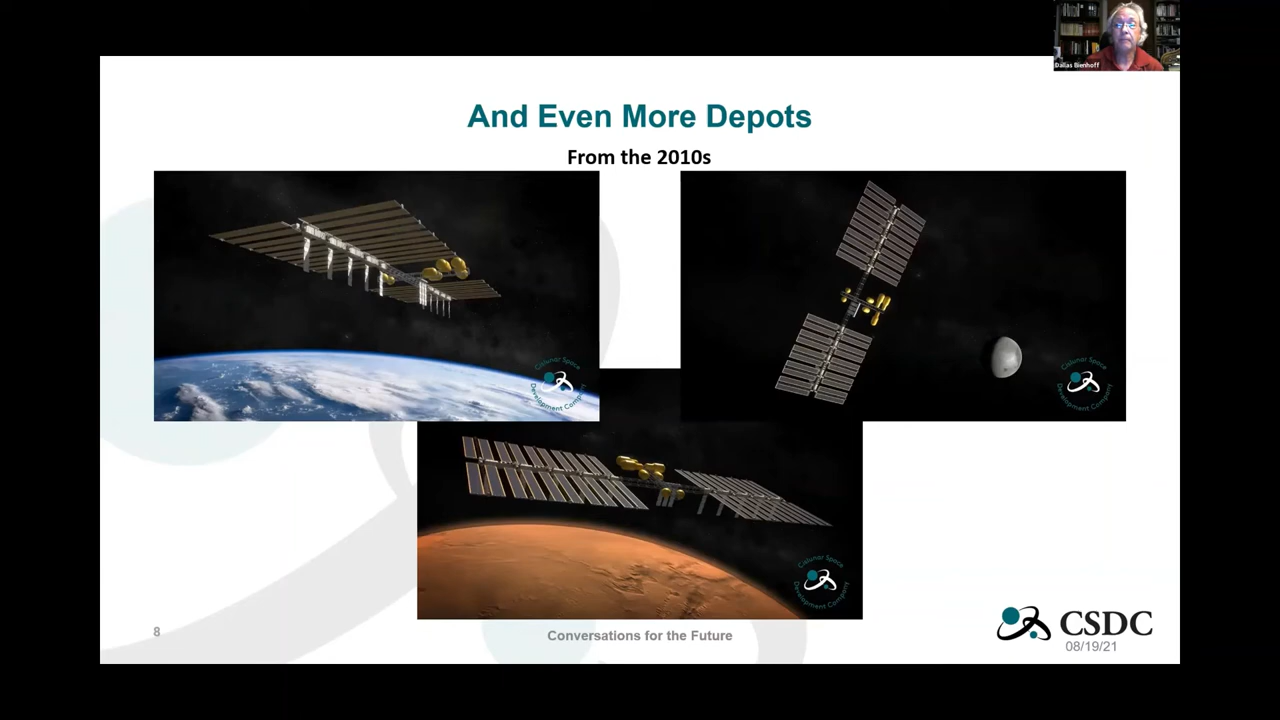 Dallas Bienhoff
And Even More Depots
From the 2010s
Cislunar Space
Development Company
Cislunar Space
Development Company
Cislunar Space
Development Company
8
Conversations for the Future
CSDC
08/19/21